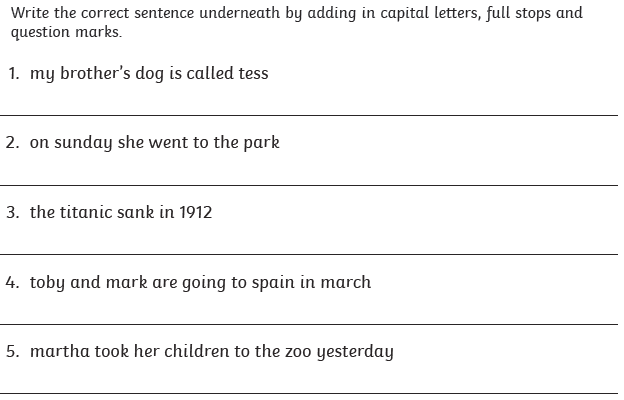 Write the correct sentence underneath by adding in capital letters, full stops and
question marks.
1. my brother’s dog is called tess
2. on sunday she went to the park
3. the titanic sank in 1912
4. toby and mark are going to spain in march
5. martha took her children to the zoo yesterday